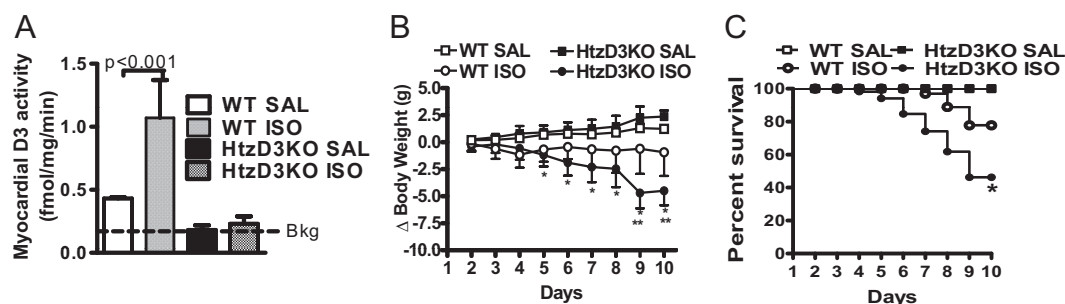 A
Myocardial D3 activity
(fmol/mg/min)
1.5
1.0
0.5
0.0
p<0.001
WT SAL
WT ISO
HtzD3KO SAL
HtzD3KO ISO
Bkg
B
WT SAL
HtzD3KO SAL
WT ISO
HtzD3KO ISO
Δ Body Weight (g)
5.0
2.5
0.0
-2.5
-5.0
-7.5
-10.0
* * * * * *
** **
1 2 3 4 5 6 7 8 9 10
Days
C
WT SAL
HtzD3KO SAL
WT ISO
HtzD3KO ISO
Percent survival
100
80
60
40
20
0
*
1 2 3 4 5 6 7 8 9 10
Days